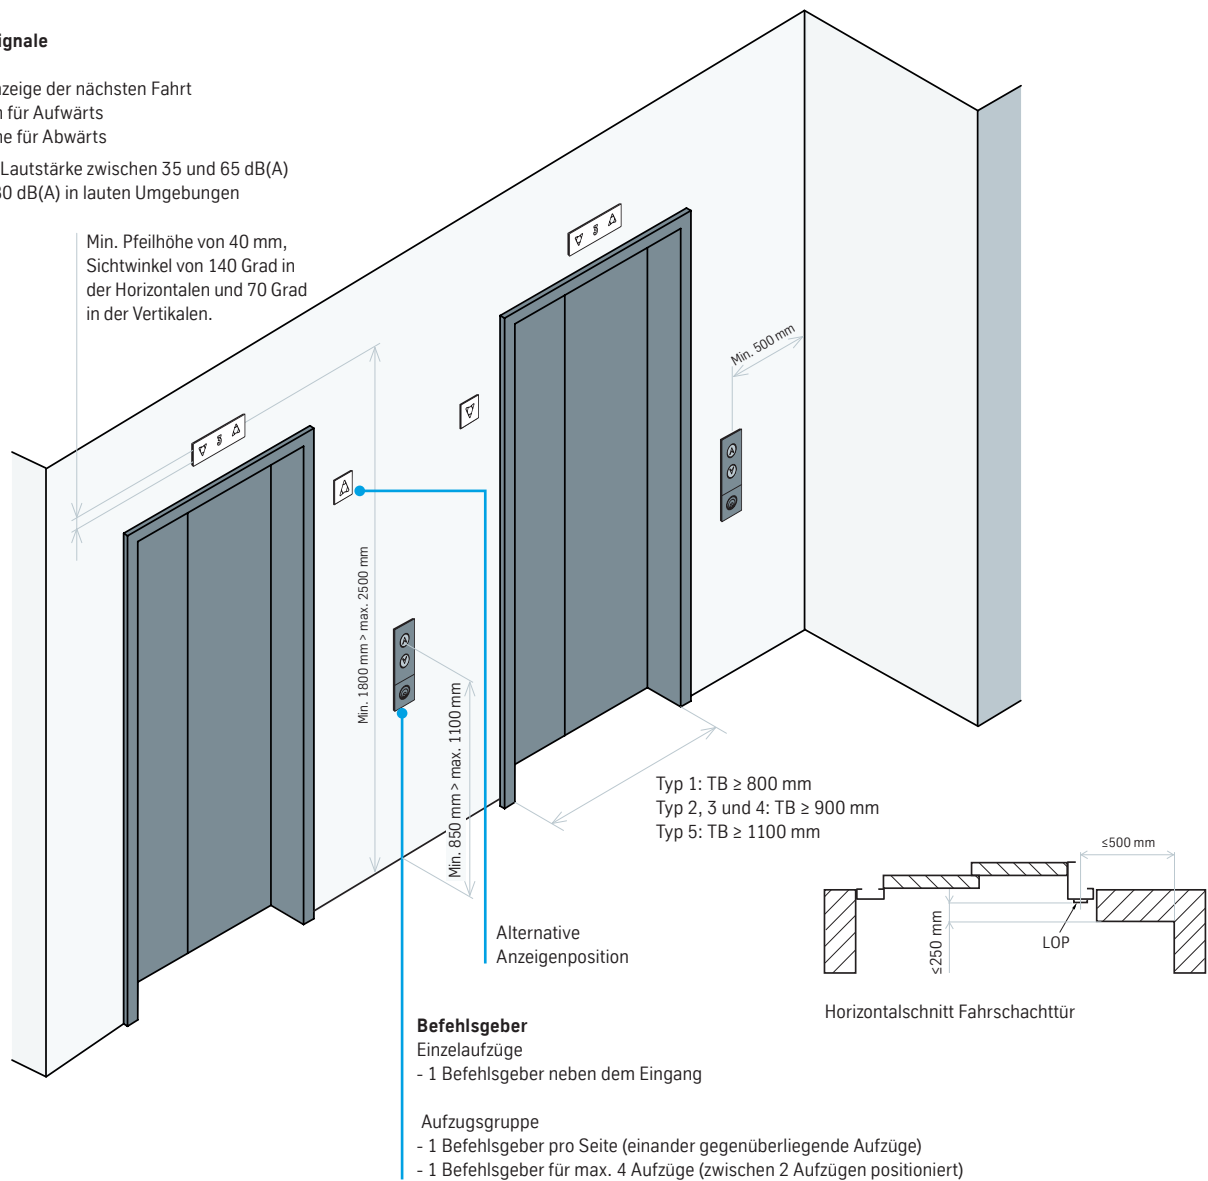 ignale
zeige der nächsten Fahrt
für Aufwärts
für Abwärts
Lautstärke zwischen 35 und 65 dB(A)
dB(A) in lauten Umgebungen
Min. Pfeilhöhe von 40 mm,
Sichtwinkel von 140 Grad in
der Horizontalen und 70 Grad
in der Vertikalen.
3
3
Min. 500 mm
Min. 1800 mm > max. 2500 mm
Min. 850 mm > max. 1100 mm
Typ 1: TB ≥ 800 mm
Typ 2, 3 und 4: TB ≥ 900 mm
Typ 5: TB ≥ 1100 mm
≤500 mm
≤250 mm
LOP
Horizontalschnitt Fahrschachttür
Alternative
Anzeigenposition
Befehlsgeber
Einzelaufzüge
- 1 Befehlsgeber neben dem Eingang
Aufzugsgruppe
- 1 Befehlsgeber pro Seite (einander gegenüberliegende Aufzüge)
- 1 Befehlsgeber für max. 4 Aufzüge (zwischen 2 Aufzügen positioniert)